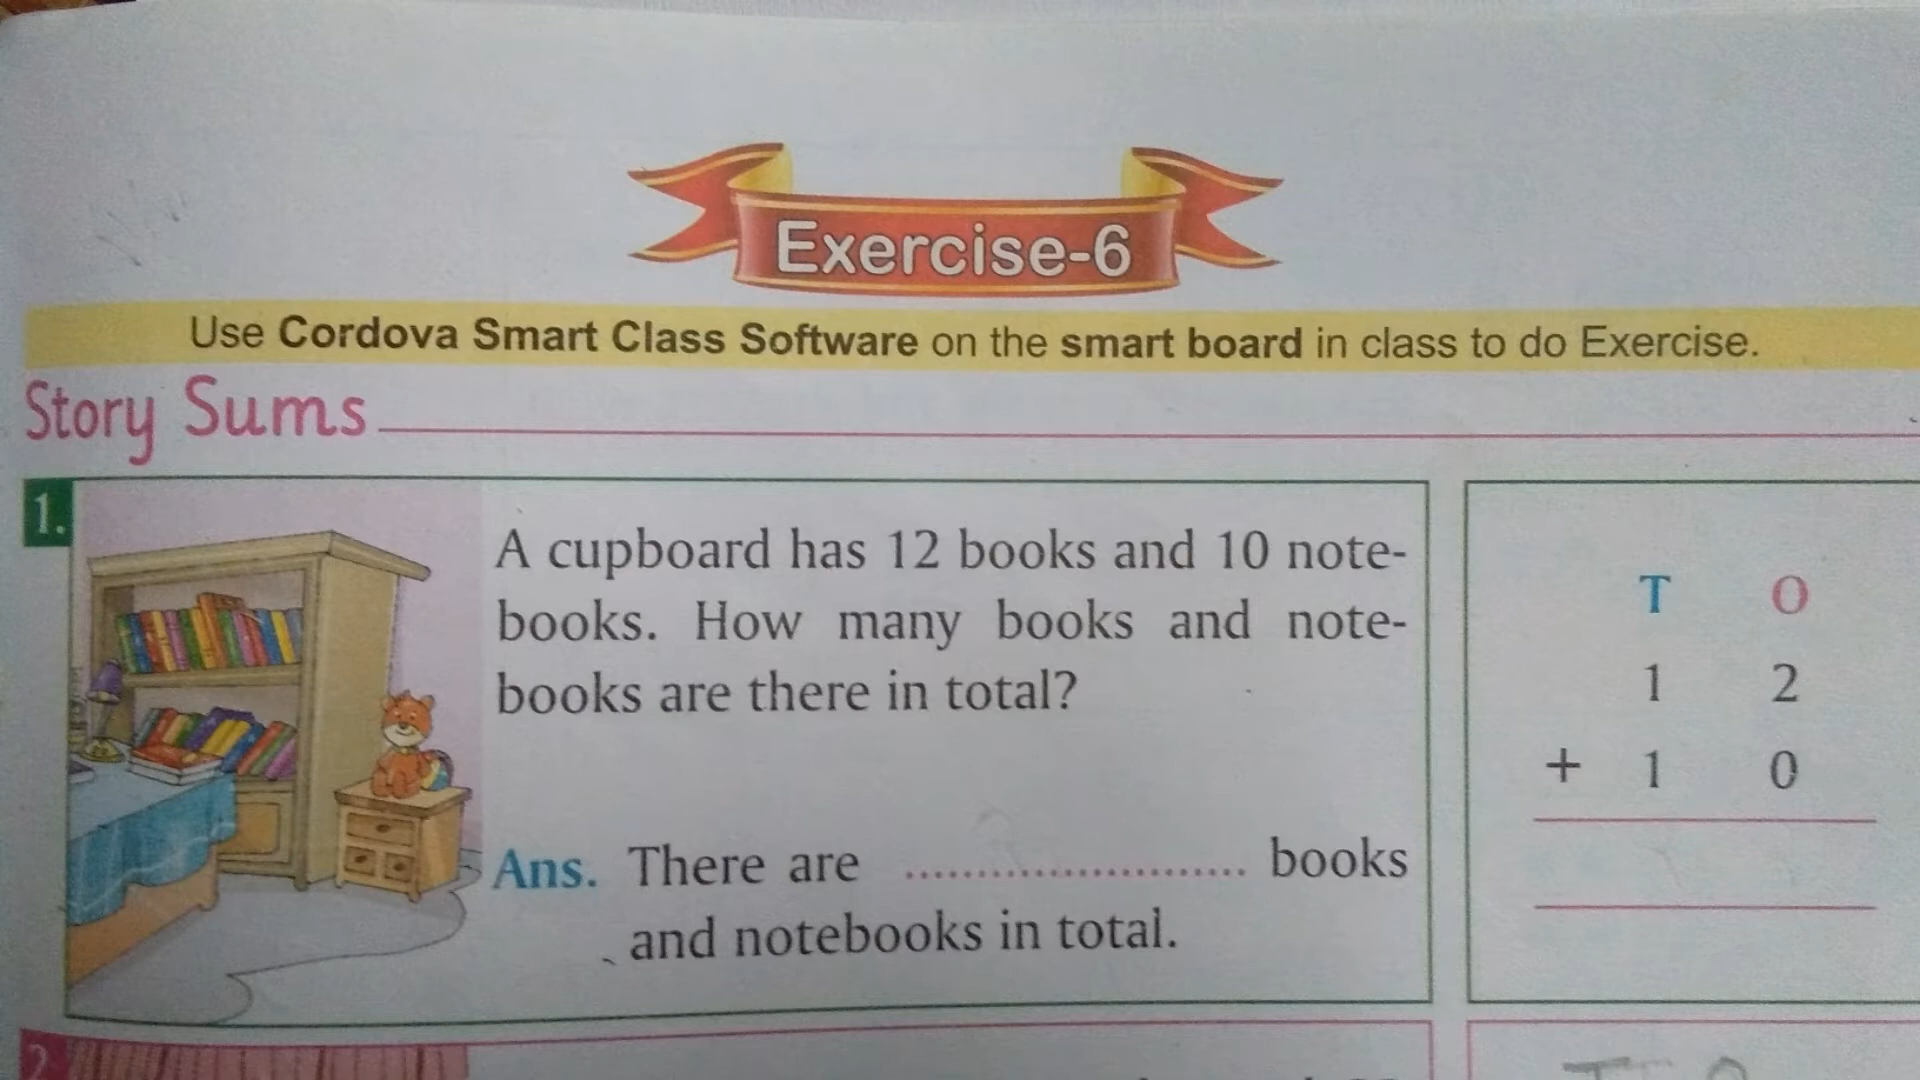 Exercise-6
Use Cordova Smart Class Software on the smart board in class to do Exercise.
Story Sums
1.
A cupboard has 12 books and 10 note-
books. How many books and note-
books are there in total?
Ans. There are ........................ books
and notebooks in total.
T O
1 2
+ 1 0
2